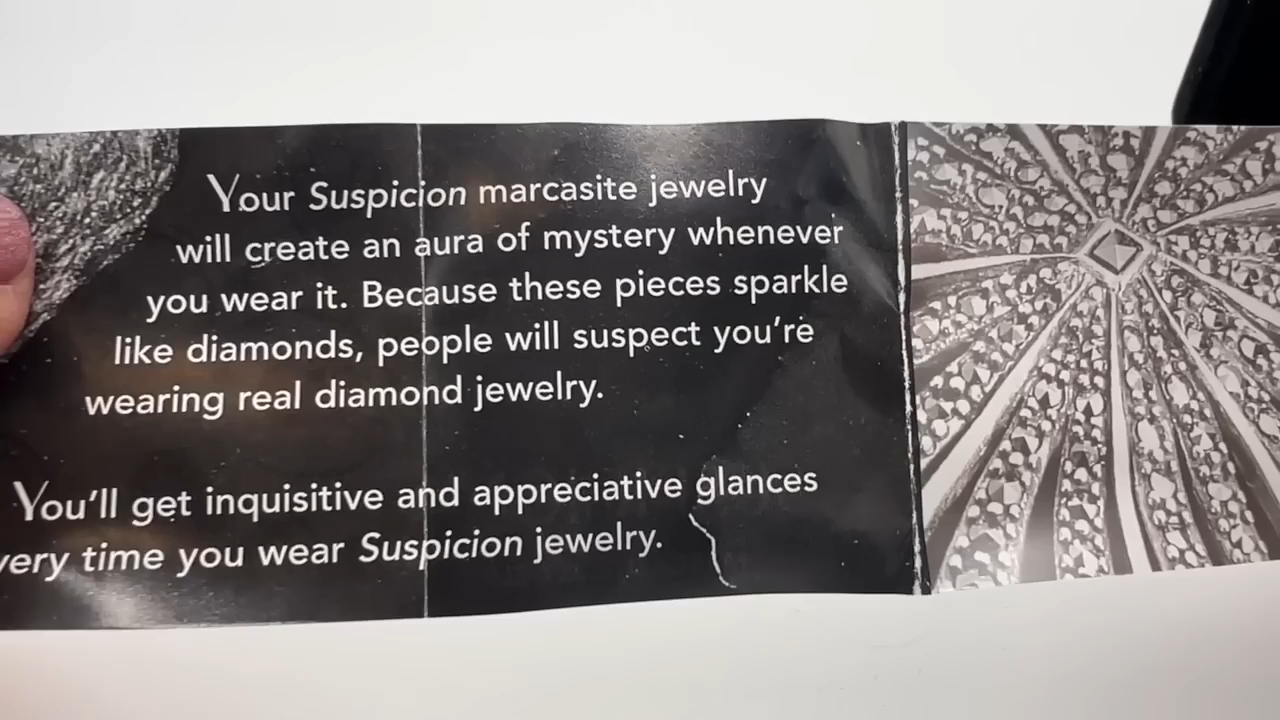 Your Suspicion marcasite jewelry
will create an aura of mystery whenever
you wear it. Because these pieces sparkle
like diamonds, people will suspect you're
wearing real diamond jewelry.
You'll get inquisitive and appreciative glances
very time you wear Suspicion jewelry.